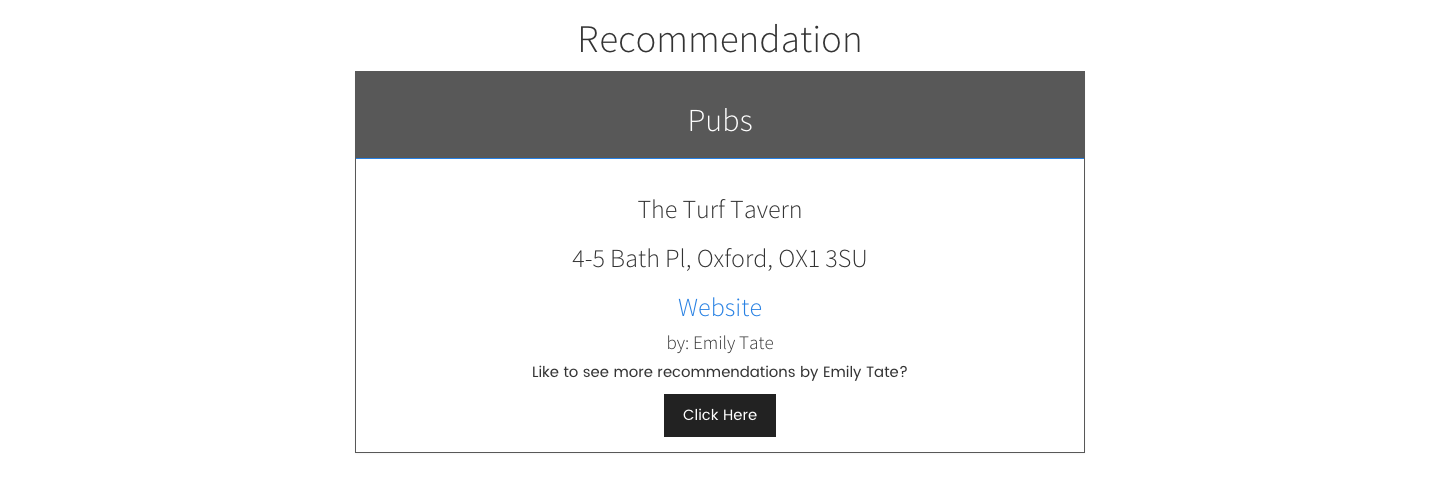 Recommendation
Pubs
The Turf Tavern
4-5 Bath Pl, Oxford, OX1 3SU
Website
by: Emily Tate
Like to see more recommendations by Emily Tate?
Click Here